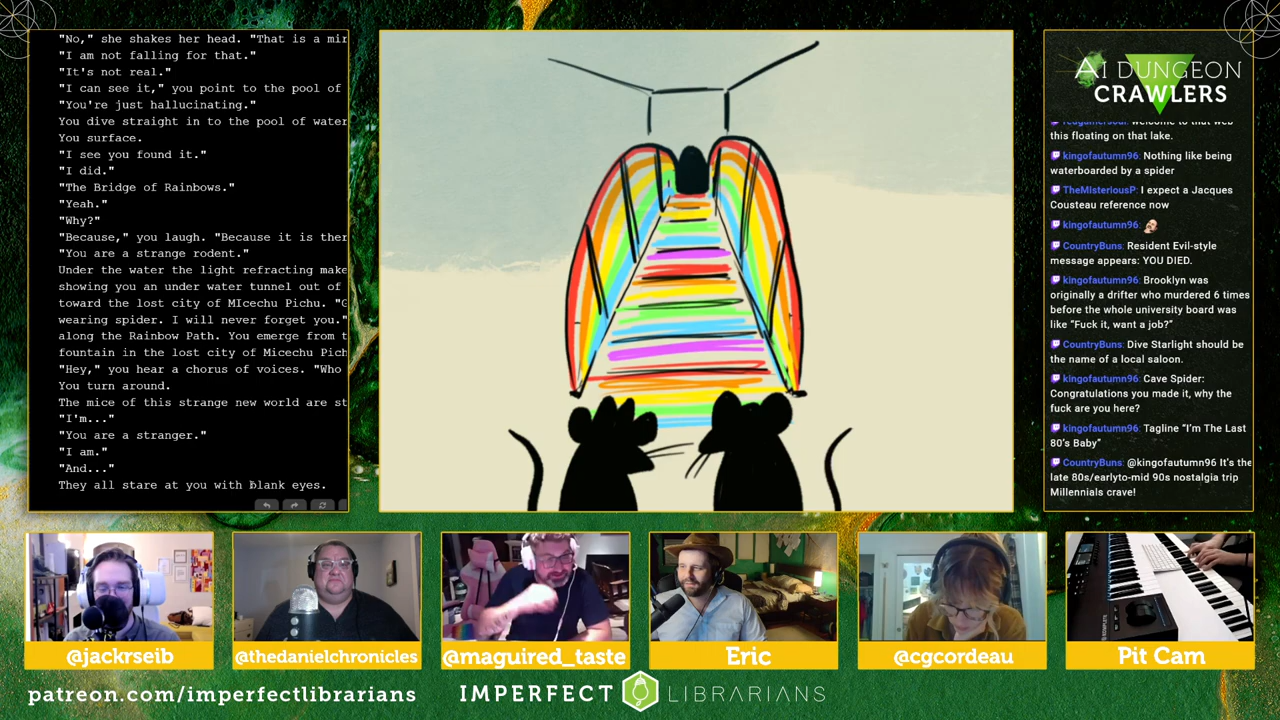 "No," she shakes her head. "That is a mir
"I am not falling for that."
"It's not real."
"I can see it," you point to the pool of
"You're just hallucinating."
You dive straight in to the pool of water
You surface.
"I see you found it."
"I did."
"The Bridge of Rainbows."
"Yeah."
"Why?"
"Because," you laugh. "Because it is ther
"You are a strange rodent."
Under the water the light refracting make
showing you an under water tunnel out of
toward the lost city of MIcechu Pichu. "G
wearing spider. I will never forget you."
along the Rainbow Path. You emerge from t
fountain in the lost city of Micechu Pich
"Hey," you hear a chorus of voices. "Who
You turn around.
The mice of this strange new world are st
"I'm..."
"You are a stranger."
"I am."
"And..."
They all stare at you with blank eyes.
AI DUNGEON
CRAWLERS
welcome to that web
this floating on that lake.
kingofautumn96: Nothing like being
waterboarded by a spider
TheMisteriousP: I expect a Jacques
Cousteau reference now
kingofautumn96:
CountryBuns: Resident Evil-style
message appears: YOU DIED.
kingofautumn96: Brooklyn was
originally a drifter who murdered 6 times
before the whole university board was
like "Fuck it, want a job?"
CountryBuns: Dive Starlight should be
the name of a local saloon.
kingofautumn96: Cave Spider:
Congratulations you made it, why the
fuck are you here?
kingofautumn96: Tagline "I'm The Last
80's Baby"
CountryBuns: @kingofautumn96 It's the
late 80s/earlyto-mid 90s nostalgia trip
Millennials crave!
@jackrseib
@thedanielchronicles
@maguired_taste
Eric
@cgcordeau
Pit Cam
patreon.com/imperfectlibrarians
IMPERFECT LIBRARIANS